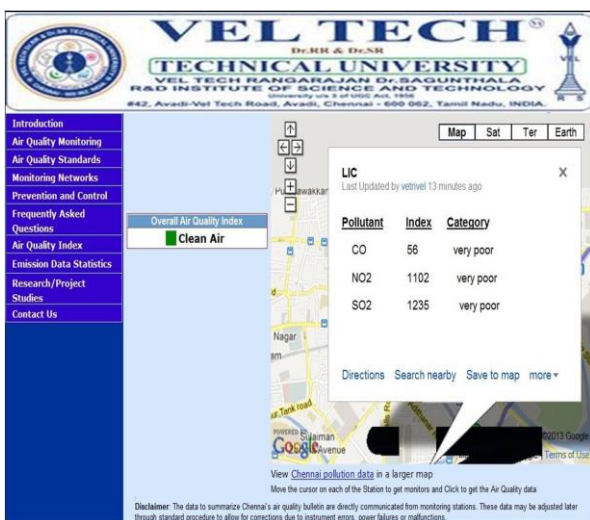 VEL TECH
Dr.RR & Dr.SR
TECHNICAL UNIVERSITY
VEL TECH RANGARAJAN Dr.SAGUNTHALA
R&D INSTITUTE OF SCIENCE AND TECHNOLOGY
University u/s 3 of UGC Act, 1956
#42, Avadi-Vel Tech Road, Avadi, Chennai - 600 062, Tamil Nadu, INDIA.
VEL
R S
Introduction
Air Quality Monitoring
Air Quality Standards
Monitoring Networks
Prevention and Control
Frequently Asked
Questions
Air Quality Index
Emission Data Statistics
Research/Project
Studies
Contact Us
Overall Air Quality Index
Clean Air
Map Sat Ter Earth
LIC X
Last Updated by vetrivel 13 minutes ago
Pollutant Index Category
CO 56 very poor
NO2 1102 very poor
SO2 1235 very poor
Directions Search nearby Save to map more
Nagar
Tank road
POWERED BY
Google
Sulaiman
Avenue
©2013 Google
Terms of Use
View Chennai pollution data in a larger map
Move the cursor on each of the Station to get monitors and Click to get the Air Quality data
Disclaimer: The data to summarize Chennai's air quality bulletin are directly communicated from monitoring stations. These data may be adjusted later
through standard procedure to allow for corrections due to instrument errors, power failures or malfunctions.